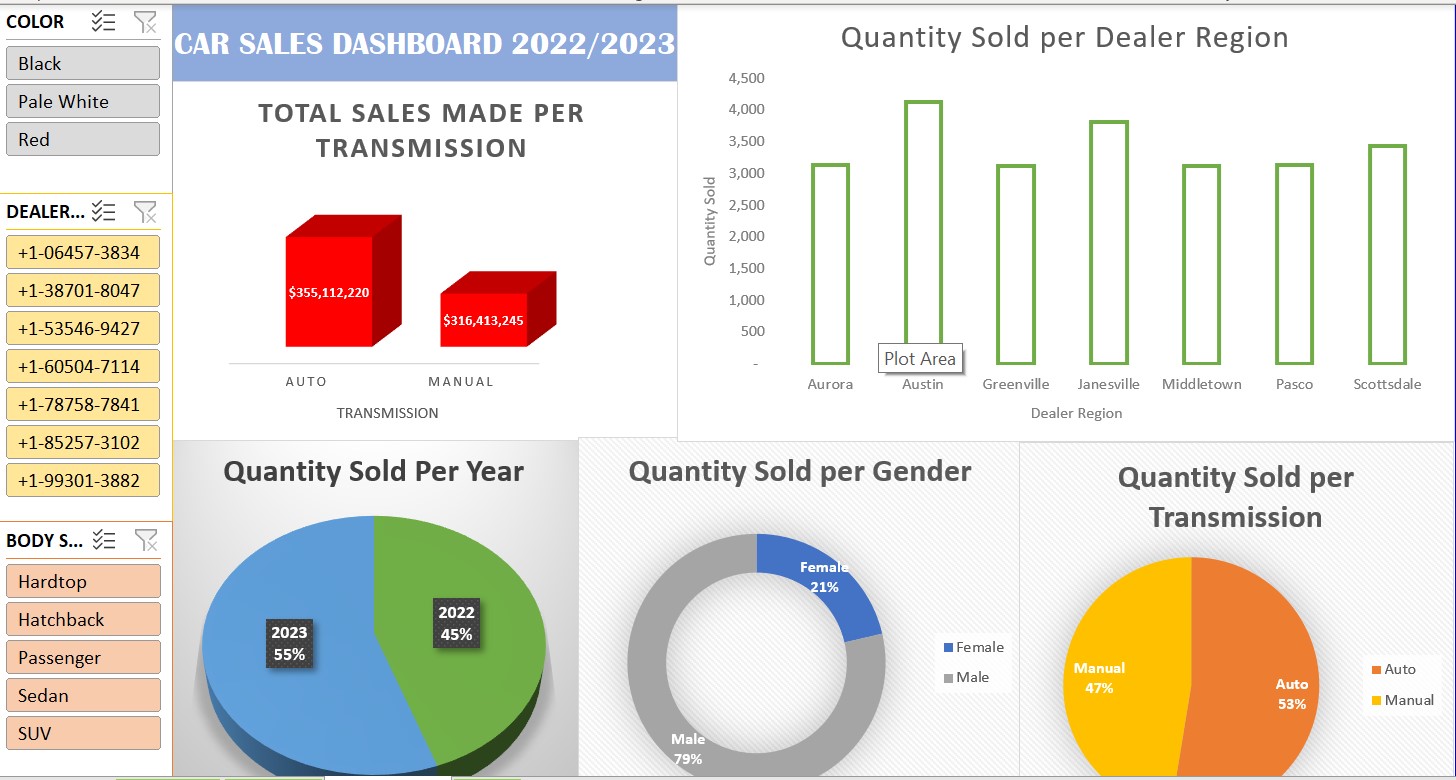 COLOR
Black
Pale White
Red
DEALER...
+1-06457-3834
+1-38701-8047
+1-53546-9427
+1-60504-7114
+1-78758-7841
+1-85257-3102
+1-99301-3882
BODY S...
Hardtop
Hatchback
Passenger
Sedan
SUV
CAR SALES DASHBOARD 2022/2023
TOTAL SALES MADE PER
TRANSMISSION
$355,112,220
$316,413,245
AUTO
MANUAL
TRANSMISSION
Quantity Sold per Dealer Region
Quantity Sold
4,500
4,000
3,500
3,000
2,500
2,000
1,500
1,000
500
-
Plot Area
Aurora
Austin
Greenville
Janesville
Middletown
Pasco
Scottsdale
Dealer Region
Quantity Sold Per Year
2022
45%
2023
55%
Quantity Sold per Gender
Female
21%
Male
79%
Female
Male
Quantity Sold per
Transmission
Manual
47%
Auto
53%
Auto
Manual